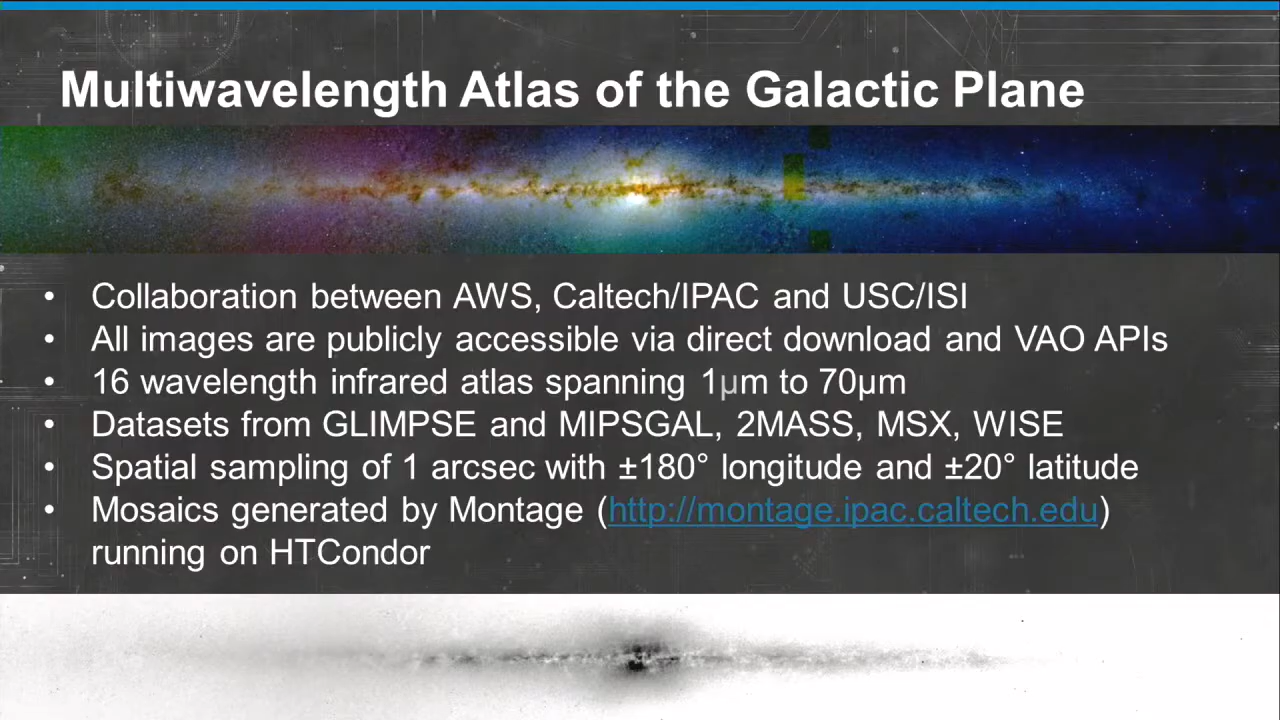 Multiwavelength Atlas of the Galactic Plane
• Collaboration between AWS, Caltech/IPAC and USC/ISI
• All images are publicly accessible via direct download and VAO APIs
• 16 wavelength infrared atlas spanning 1µm to 70µm
• Datasets from GLIMPSE and MIPSGAL, 2MASS, MSX, WISE
• Spatial sampling of 1 arcsec with ±180° longitude and ±20° latitude
• Mosaics generated by Montage (http://montage.ipac.caltech.edu)
running on HTCondor